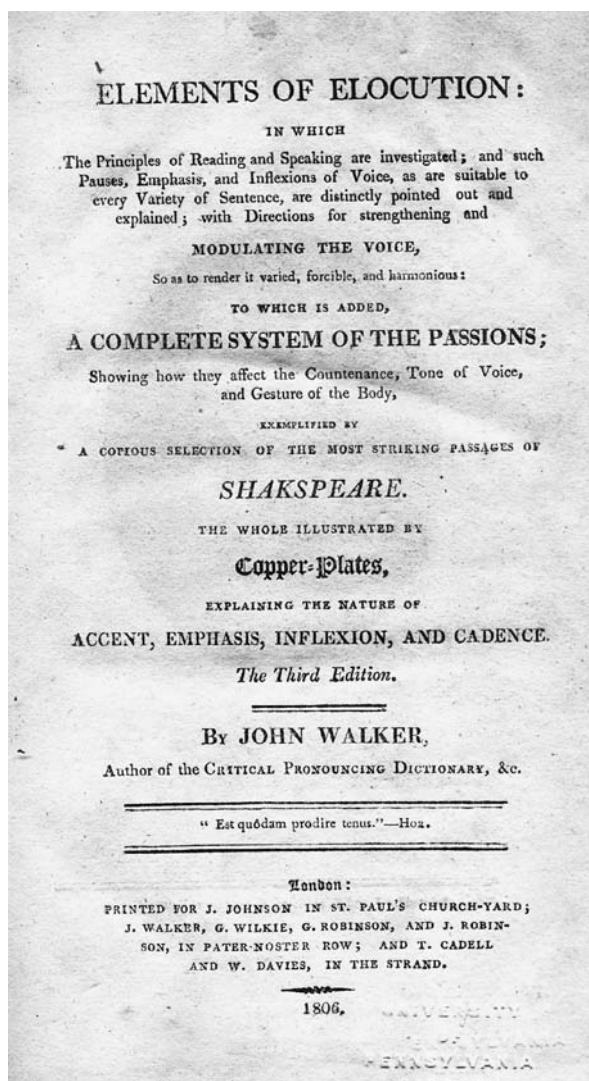 ELEMENTS OF ELOCUTION:
IN WHICH
The Principles of Reading and Speaking are investigated; and such
Pauses, Emphasis, and Inflexions of Voice, as are suitable to
every Variety of Sentence, are distinctly pointed out and
explained; with Directions for strengthening and
MODULATING THE VOICE,
So as to render it varied, forcible, and harmonious:
TO WHICH IS ADDED,
A COMPLETE SYSTEM OF THE PASSIONS;
Showing how they affect the Countenance, Tone of Voice,
and Gesture of the Body,
EXEMPLIFIED BY
A COPIOUS SELECTION OF THE MOST STRIKING PASSAGES OF
SHAKSPEARE.
THE WHOLE ILLUSTRATED BY
Copper=Plates,
EXPLAINING THE NATURE OF
ACCENT, EMPHASIS, INFLEXION, AND CADENCE.
The Third Edition.
BY JOHN WALKER,
Author of the CRITICAL PRONOUNCING DICTIONARY, &c.
“ Est quôdam prodire tenus.”—HOR.
London:
PRINTED FOR J. JOHNSON IN ST. PAUL'S CHURCH-YARD;
J. WALKER, G. WILKIE, G. ROBINSON, AND J. ROBIN-
SON, IN PATER-NOSTER ROW; AND T. CADELL
AND W. DAVIES, IN THE STRAND.
1806.
PENNSYLVANIA